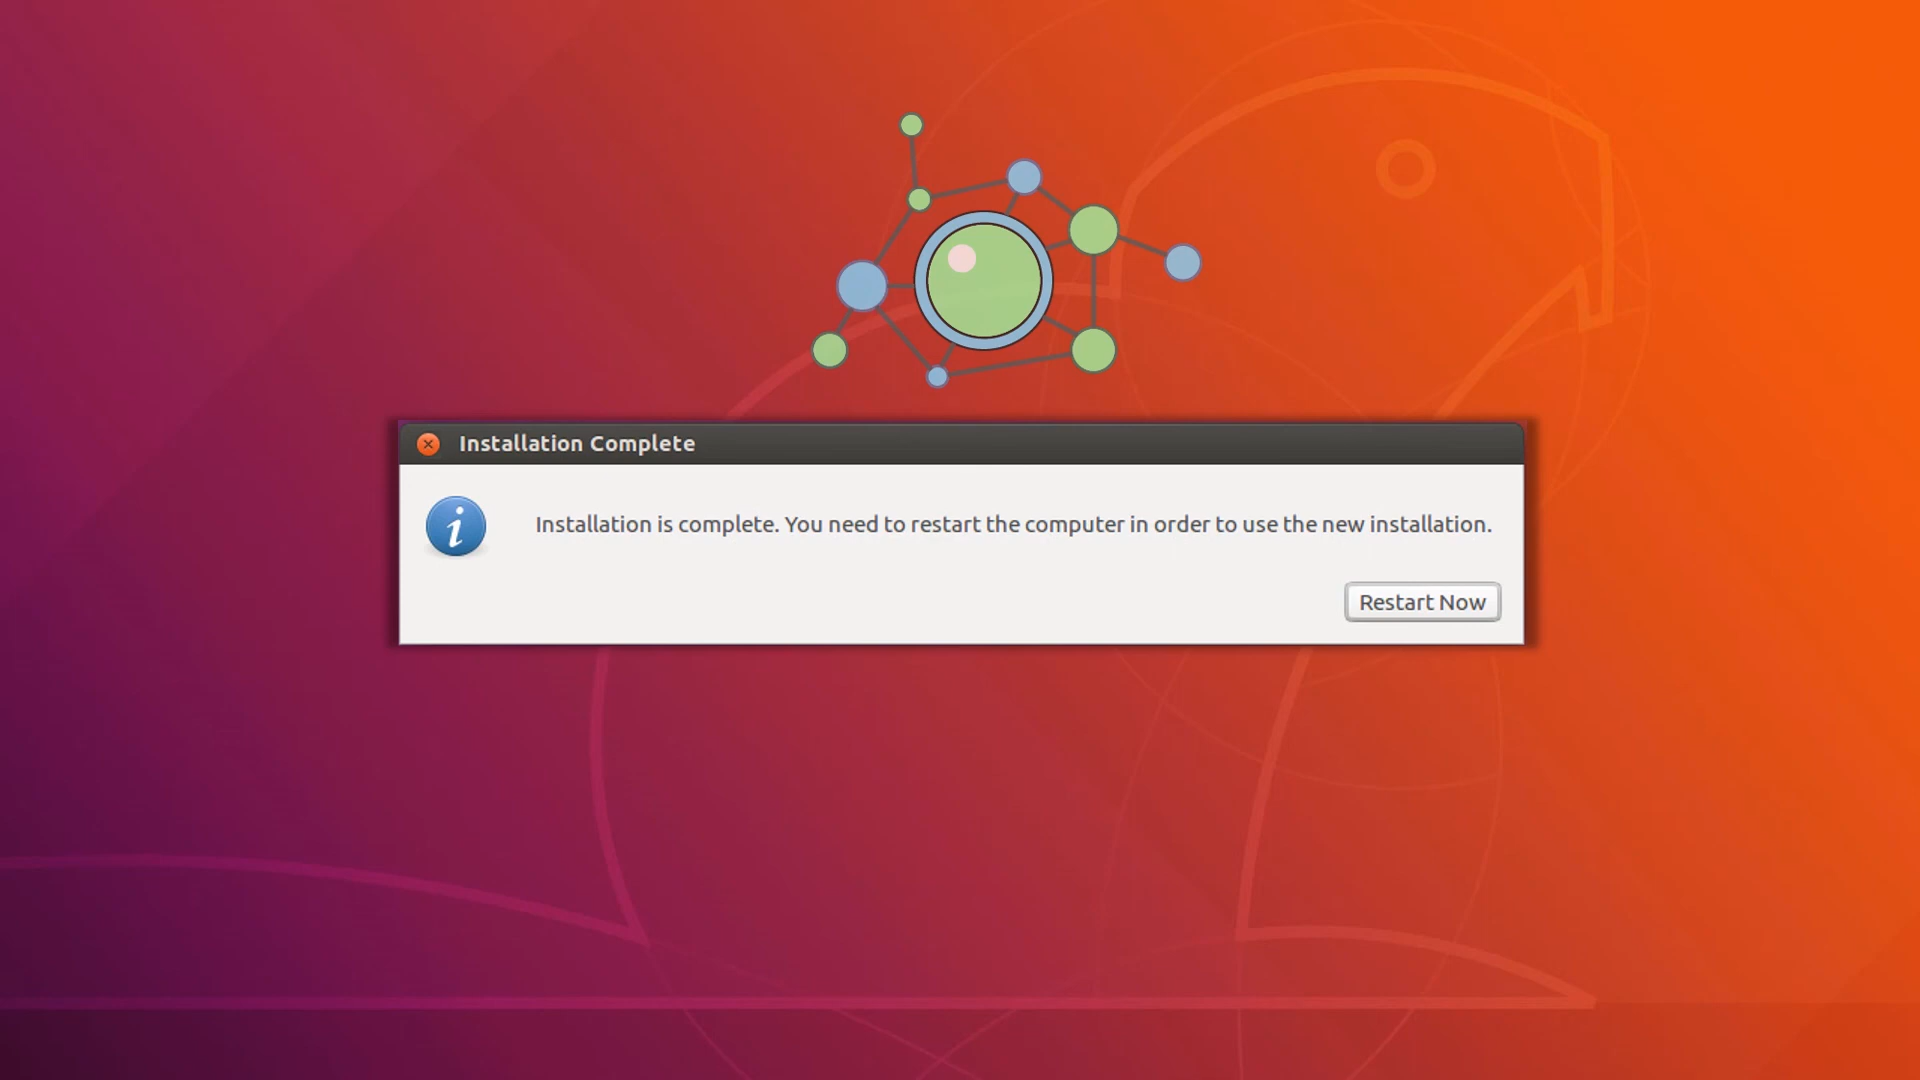 Installation Complete
Installation is complete. You need to restart the computer in order to use the new installation.
Restart Now